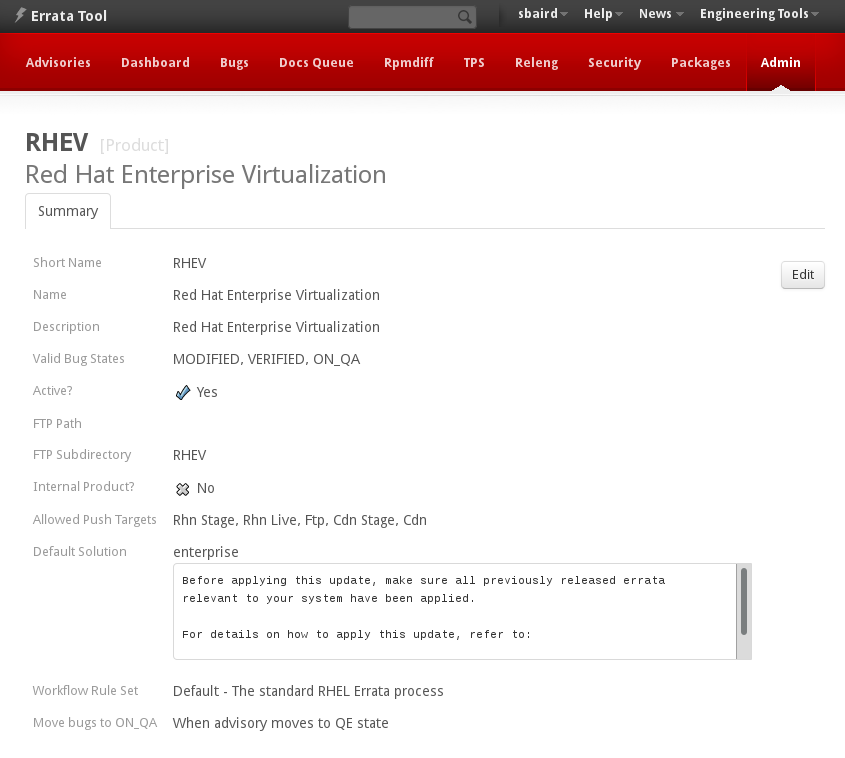 Errata Tool sbaird Help News Engineering Tools
Advisories Dashboard Bugs Docs Queue Rpmdiff TPS Releng Security Packages Admin
RHEV [Product]
Red Hat Enterprise Virtualization
Summary
Short Name RHEV Edit
Name Red Hat Enterprise Virtualization
Description Red Hat Enterprise Virtualization
Valid Bug States MODIFIED, VERIFIED, ON_QA
Active? Yes
FTP Path
FTP Subdirectory RHEV
Internal Product? No
Allowed Push Targets Rhn Stage, Rhn Live, Ftp, Cdn Stage, Cdn
Default Solution enterprise
Before applying this update, make sure all previously released errata
relevant to your system have been applied.
For details on how to apply this update, refer to:
Workflow Rule Set Default - The standard RHEL Errata process
Move bugs to ON_QA When advisory moves to QE state